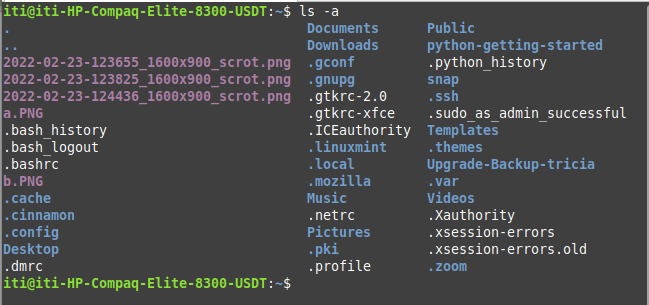 iti@iti-HP-Compaq-Elite-8300-USDT:~$ ls -a
.                                     Documents      Public
..                                    Downloads      python-getting-started
2022-02-23-123655_1600x900_scrot.png  .gconf         .python_history
2022-02-23-123825_1600x900_scrot.png  .gnupg         snap
2022-02-23-124436_1600x900_scrot.png  .gtkrc-2.0     .ssh
a.PNG                                 .gtkrc-xfce    .sudo_as_admin_successful
.bash_history                         .ICEauthority  Templates
.bash_logout                          .linuxmint     .themes
.bashrc                               .local         Upgrade-Backup-tricia
b.PNG                                 .mozilla       .var
.cache                                Music          Videos
.cinnamon                             .netrc         .Xauthority
.config                               Pictures       .xsession-errors
Desktop                               .pki           .xsession-errors.old
.dmrc                                 .profile       .zoom
iti@iti-HP-Compaq-Elite-8300-USDT:~$